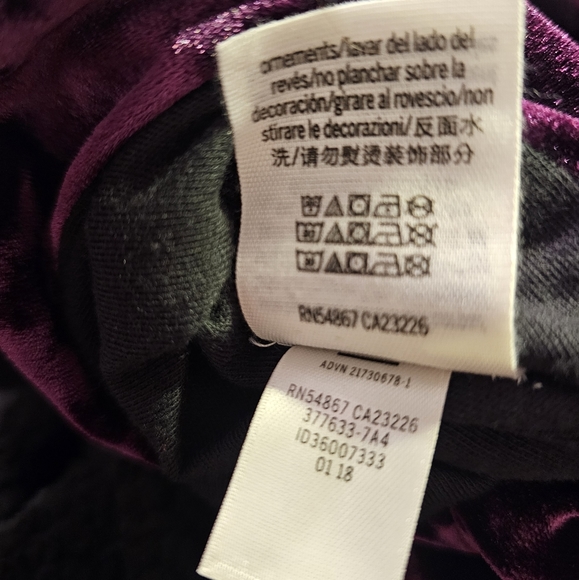 ornements/lavar del lado del
revés/no planchar sobre la
decoración/girare al rovescio/non
stirare le decorazioni/反面水
洗/请勿熨烫装饰部分
RN54867 CA23226
ADVN 21730678-1
RN54867 CA23226
377633-7A4
ID36007333
01 18